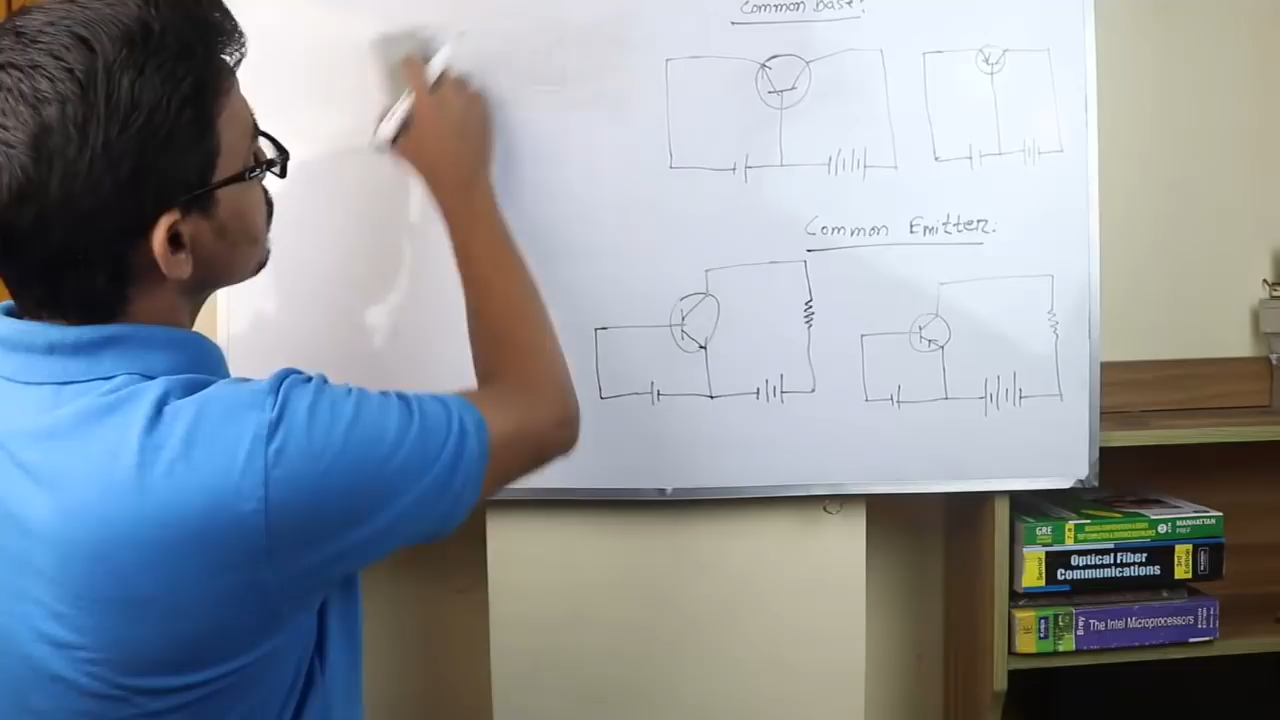 Common Base:
Common Emitter:
GRE
MANHATTAN
PREP
Senior
Optical Fiber
Communications
3rd Edition
Brey
The Intel Microprocessors